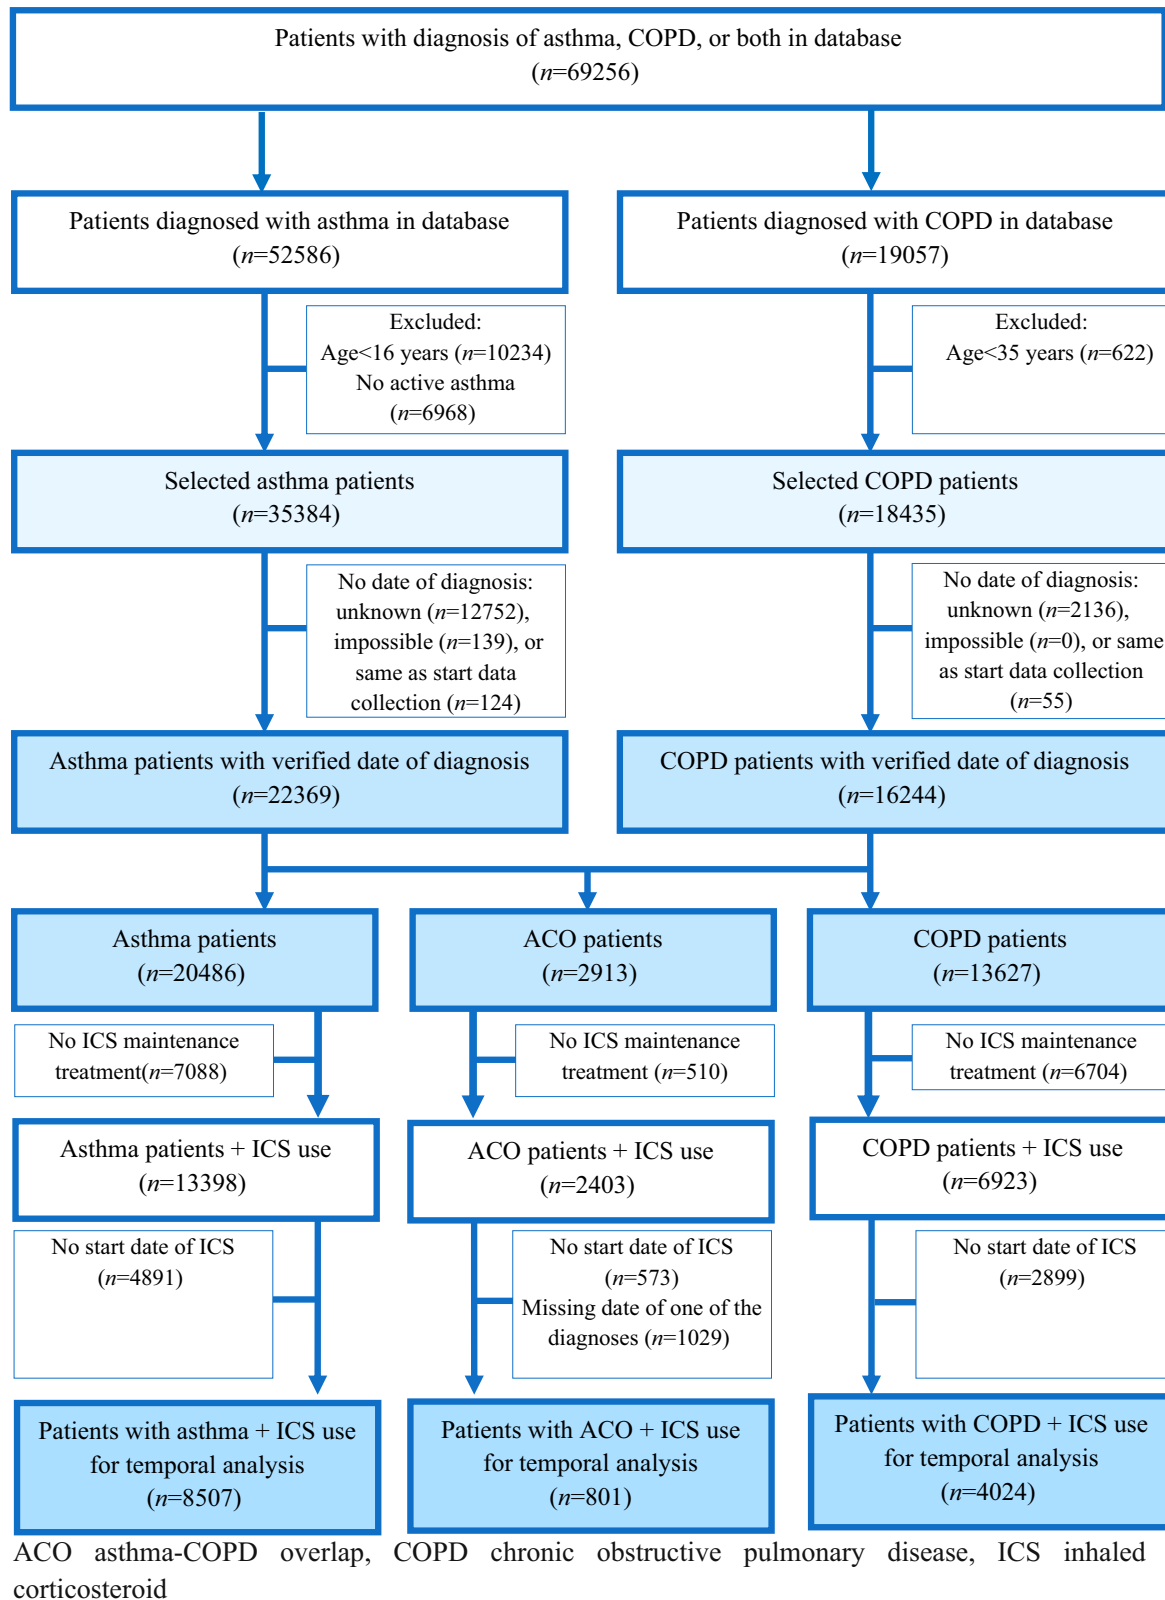 Patients with diagnosis of asthma, COPD, or both in database
(n=69256)
Patients diagnosed with asthma in database
(n=52586)
Patients diagnosed with COPD in database
(n=19057)
Excluded:
Age<16 years (n=10234)
No active asthma
(n=6968)
Excluded:
Age<35 years (n=622)
Selected asthma patients
(n=35384)
Selected COPD patients
(n=18435)
No date of diagnosis:
unknown (n=12752),
impossible (n=139), or
same as start data
collection (n=124)
No date of diagnosis:
unknown (n=2136),
impossible (n=0), or same
as start data collection
(n=55)
Asthma patients with verified date of diagnosis
(n=22369)
COPD patients with verified date of diagnosis
(n=16244)
Asthma patients
(n=20486)
ACO patients
(n=2913)
COPD patients
(n=13627)
No ICS maintenance
treatment(n=7088)
No ICS maintenance
treatment (n=510)
No ICS maintenance
treatment (n=6704)
Asthma patients + ICS use
(n=13398)
ACO patients + ICS use
(n=2403)
COPD patients + ICS use
(n=6923)
No start date of ICS
(n=4891)
No start date of ICS
(n=573)
Missing date of one of the
diagnoses (n=1029)
No start date of ICS
(n=2899)
Patients with asthma + ICS use
for temporal analysis
(n=8507)
Patients with ACO + ICS use
for temporal analysis
(n=801)
Patients with COPD + ICS use
for temporal analysis
(n=4024)
ACO asthma-COPD overlap, COPD chronic obstructive pulmonary disease, ICS inhaled
corticosteroid